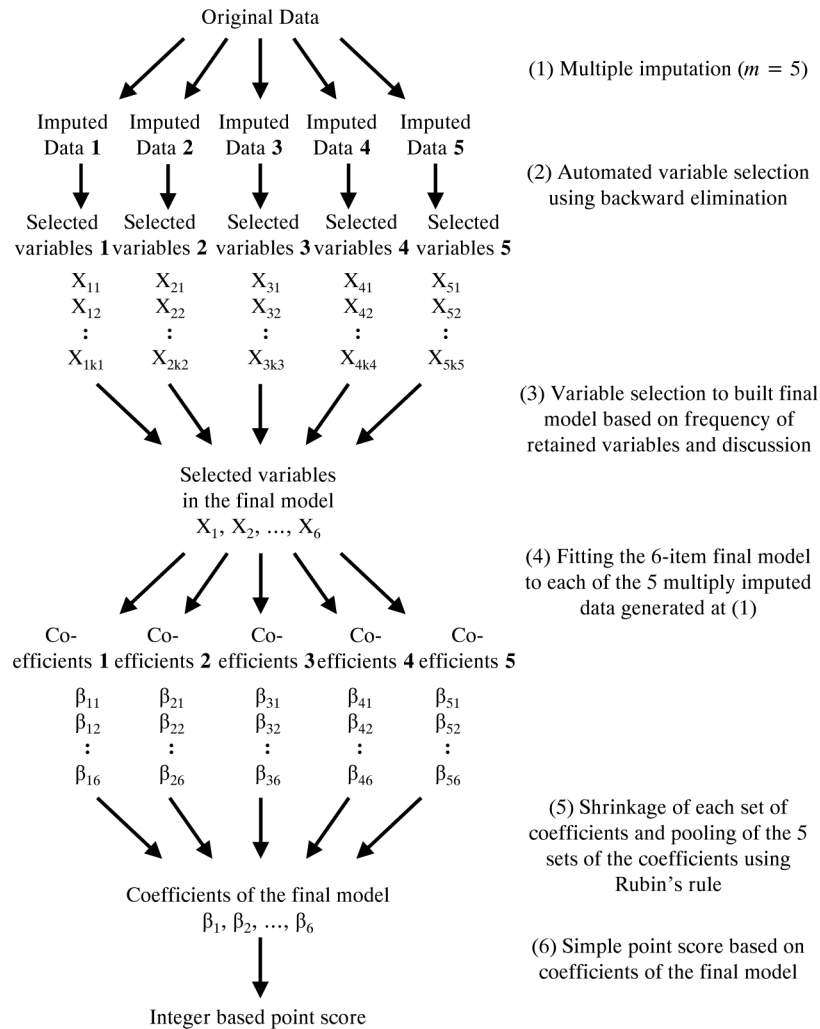 Original Data
(1) Multiple imputation (m = 5)
Imputed Imputed Imputed Imputed Imputed
Data 1 Data 2 Data 3 Data 4 Data 5
(2) Automated variable selection
using backward elimination
Selected Selected Selected Selected Selected
variables 1 variables 2 variables 3 variables 4 variables 5
X₁₁ X₂₁ X₃₁ X₄₁ X₅₁
X₁₂ X₂₂ X₃₂ X₄₂ X₅₂
: : : : :
X₁ₖ₁ X₂ₖ₂ X₃ₖ₃ X₄ₖ₄ X₅ₖ₅
(3) Variable selection to built final
model based on frequency of
retained variables and discussion
Selected variables
in the final model
X₁, X₂, ..., X₆
(4) Fitting the 6-item final model
to each of the 5 multiply imputed
data generated at (1)
Co- Co- Co- Co- Co-
efficients 1 efficients 2 efficients 3 efficients 4 efficients 5
β₁₁ β₂₁ β₃₁ β₄₁ β₅₁
β₁₂ β₂₂ β₃₂ β₄₂ β₅₂
: : : : :
β₁₆ β₂₆ β₃₆ β₄₆ β₅₆
(5) Shrinkage of each set of
coefficients and pooling of the 5
sets of the coefficients using
Rubin's rule
Coefficients of the final model
β₁, β₂, ..., β₆
(6) Simple point score based on
coefficients of the final model
Integer based point score